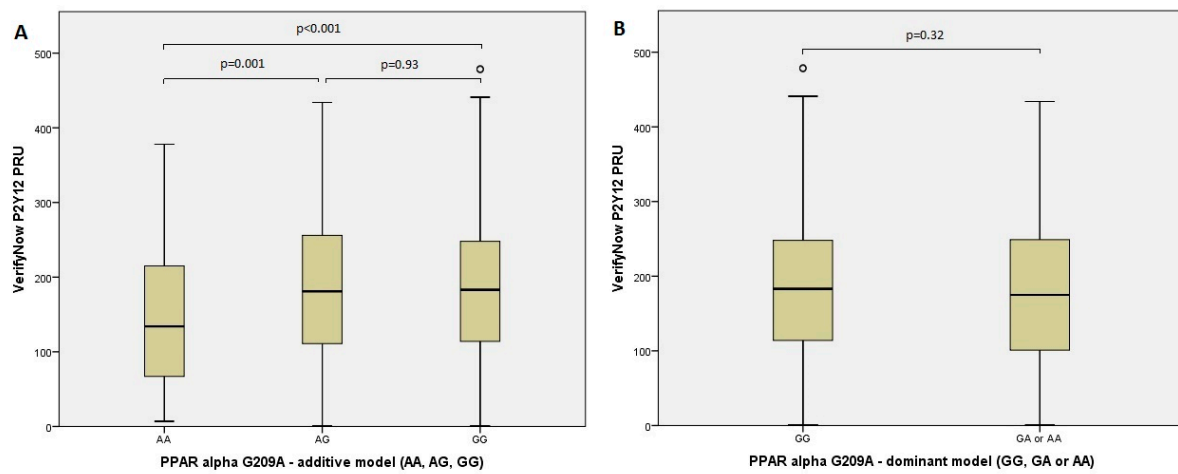 A
p<0.001
p=0.001
p=0.93
VerifyNow P2Y12 PRU
500
400
300
200
100
0
AA
AG
GG
PPAR alpha G209A - additive model (AA, AG, GG)
B
p=0.32
VerifyNow P2Y12 PRU
500
400
300
200
100
0
GG
GA or AA
PPAR alpha G209A - dominant model (GG, GA or AA)